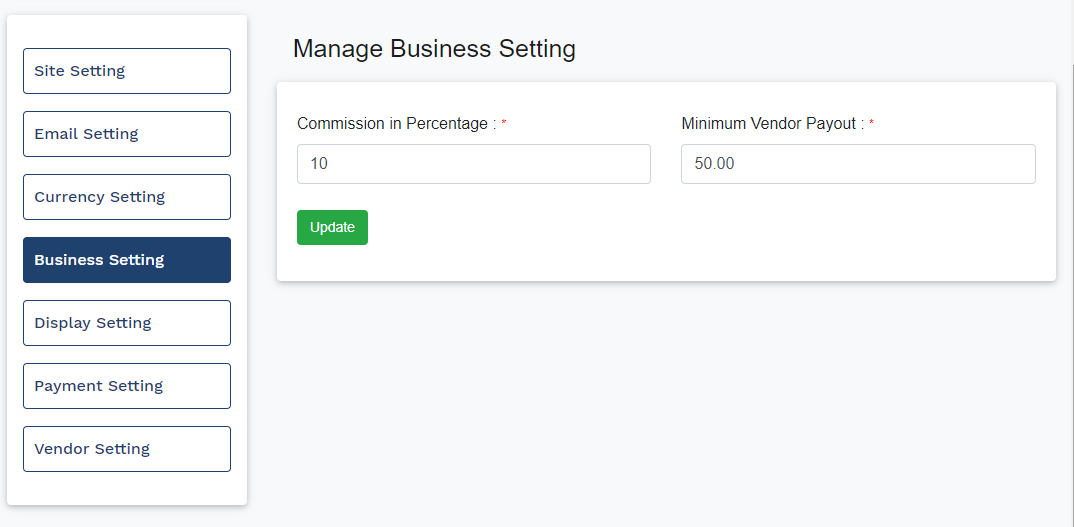 Site Setting
Email Setting
Currency Setting
Business Setting
Display Setting
Payment Setting
Vendor Setting
Manage Business Setting
Commission in Percentage : *
10
Minimum Vendor Payout : *
50.00
Update